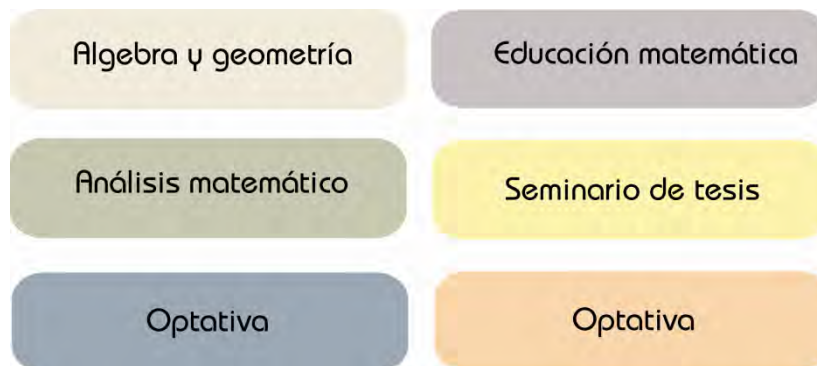 Algebra y geometría
Educación matemática
Análisis matemático
Seminario de tesis
Optativa
Optativa